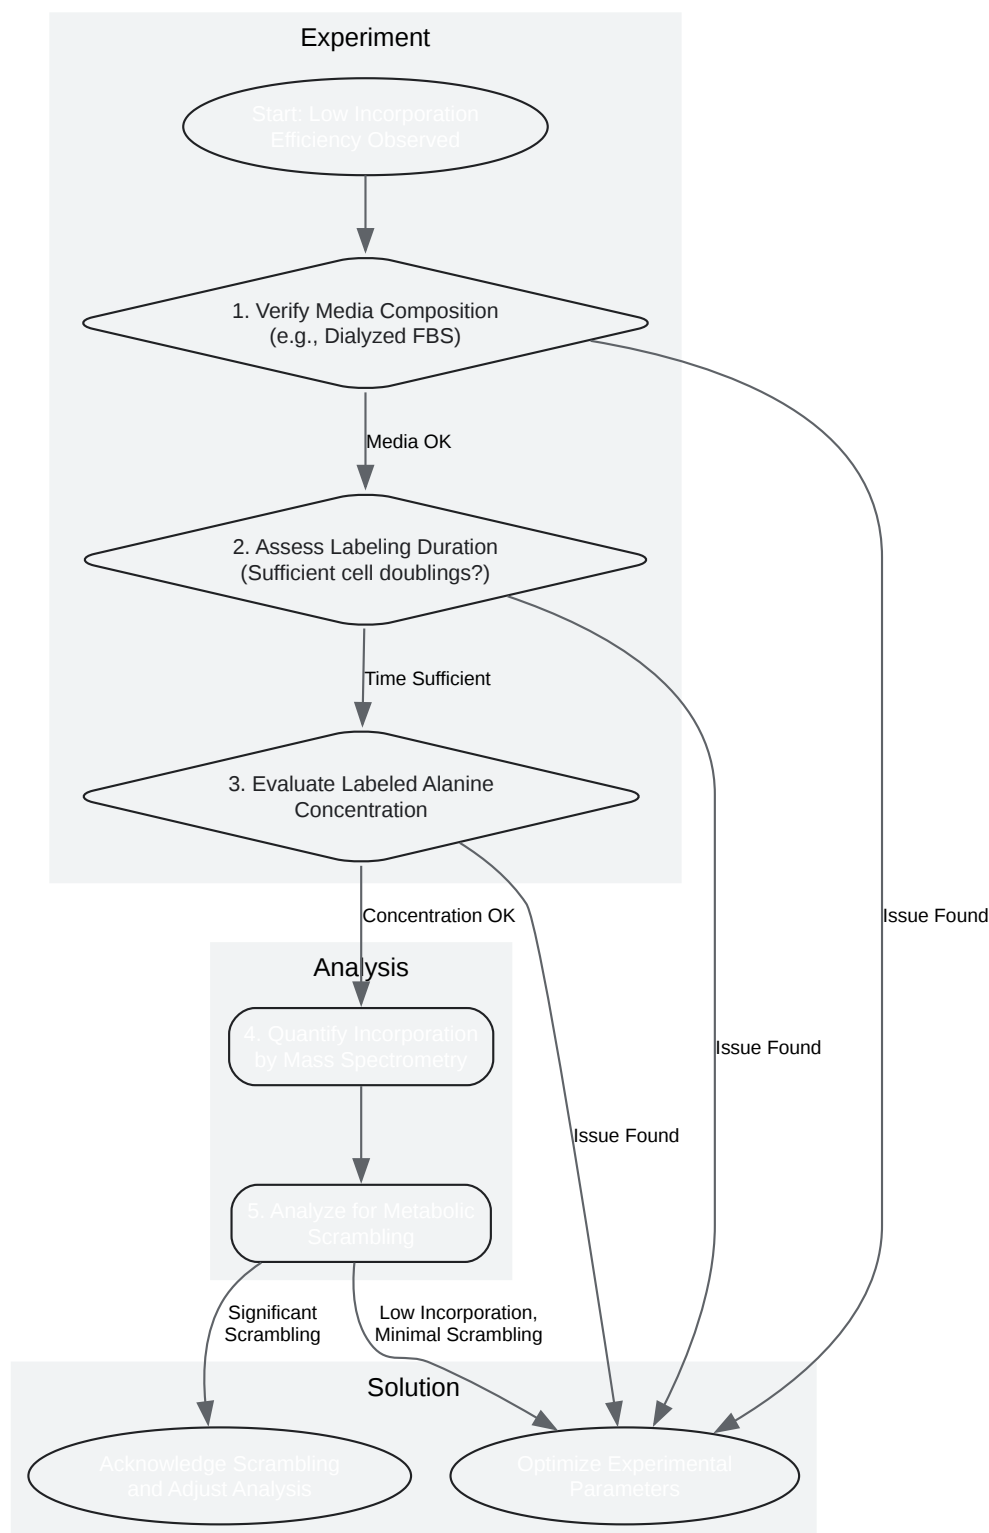 Experiment
Start: Low Incorporation
Efficiency Observed
1. Verify Media Composition
(e.g., Dialyzed FBS)
Media OK
2. Assess Labeling Duration
(Sufficient cell doublings?)
Time Sufficient
3. Evaluate Labeled Alanine
Concentration
Concentration OK
Issue Found
Analysis
4. Quantify Incorporation
by Mass Spectrometry
Issue Found
Issue Found
5. Analyze for Metabolic
Scrambling
Significant
Scrambling
Low Incorporation,
Minimal Scrambling
Solution
Acknowledge Scrambling
and Adjust Analysis
Optimize Experimental
Parameters